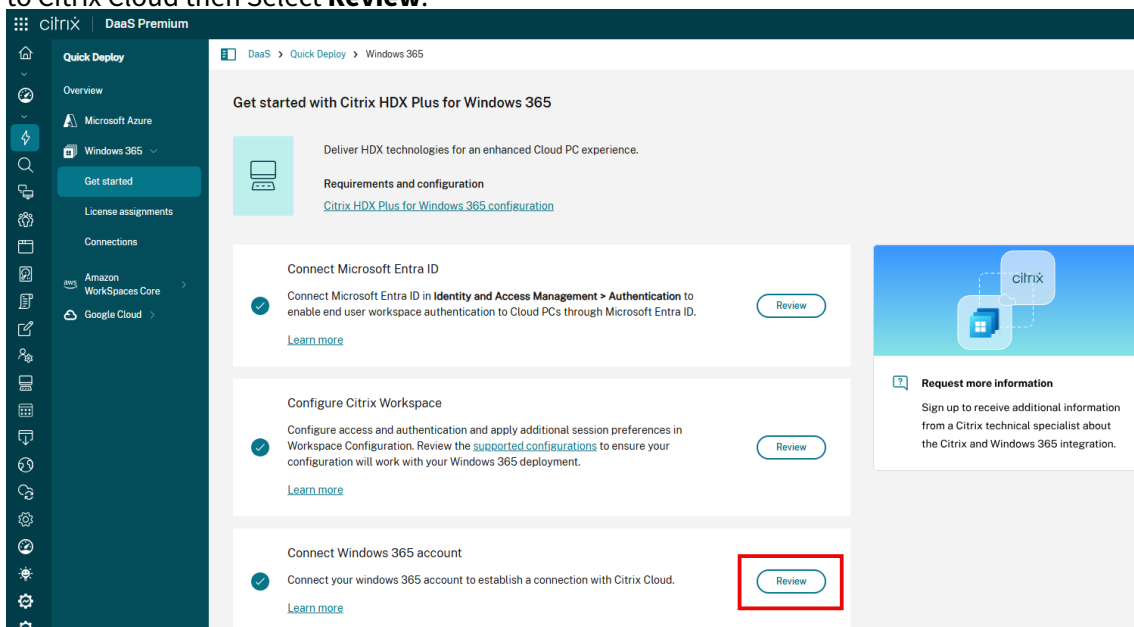 to Citrix Cloud then Select Review.
citrix DaaS Premium
Quick Deploy
DaaS > Quick Deploy > Windows 365
Overview
Microsoft Azure
Windows 365
Get started
License assignments
Connections
aws Amazon
WorkSpaces Core
Google Cloud
Get started with Citrix HDX Plus for Windows 365
Deliver HDX technologies for an enhanced Cloud PC experience.
Requirements and configuration
Citrix HDX Plus for Windows 365 configuration
Connect Microsoft Entra ID
Connect Microsoft Entra ID in Identity and Access Management > Authentication to
enable end user workspace authentication to Cloud PCs through Microsoft Entra ID.
Review
Learn more
Configure Citrix Workspace
Configure access and authentication and apply additional session preferences in
Workspace Configuration. Review the supported configurations to ensure your
configuration will work with your Windows 365 deployment.
Review
Learn more
Connect Windows 365 account
Connect your windows 365 account to establish a connection with Citrix Cloud.
Review
Learn more
citrix
Request more information
Sign up to receive additional information
from a Citrix technical specialist about
the Citrix and Windows 365 integration.